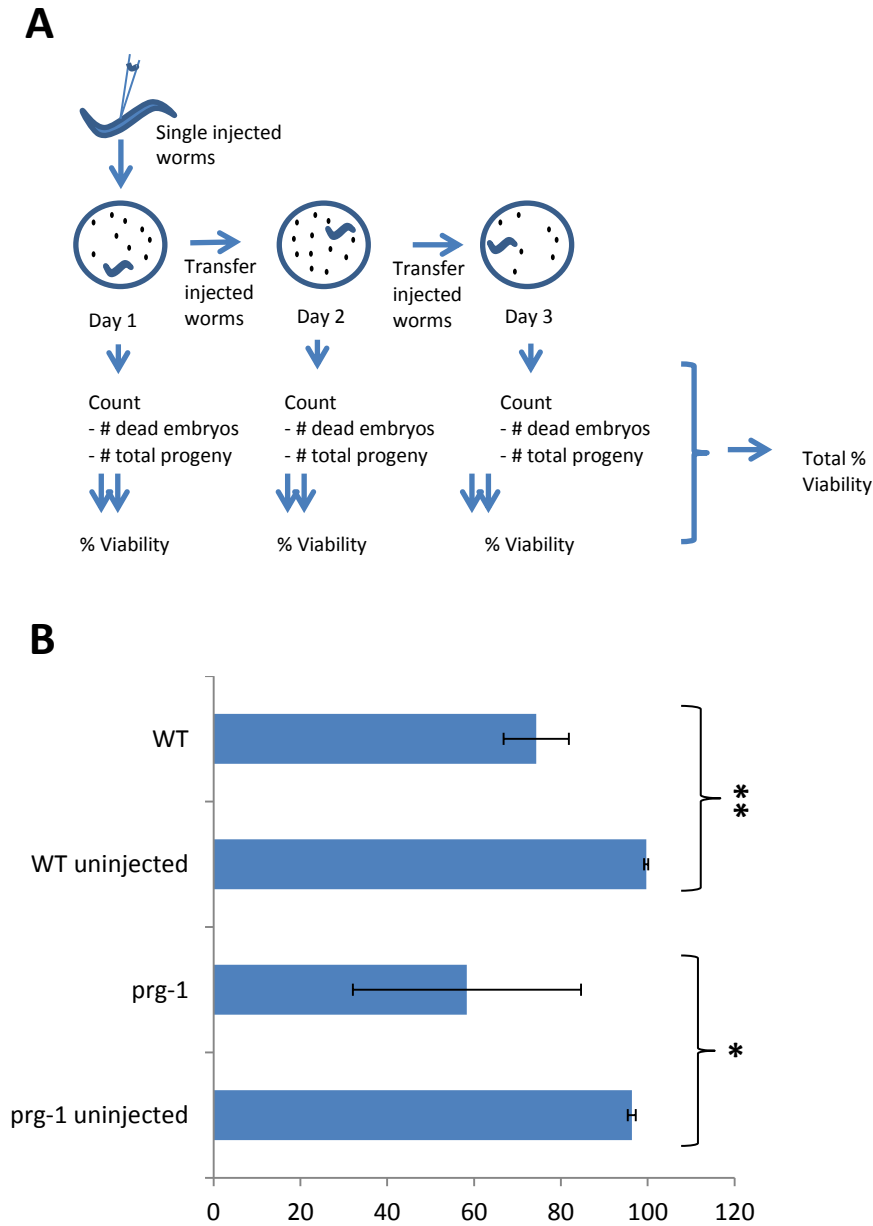 A
Single injected
worms
Transfer
injected
worms
Transfer
injected
worms
Day 1
Day 2
Day 3
Count
- # dead embryos
- # total progeny
Count
- # dead embryos
- # total progeny
Count
- # dead embryos
- # total progeny
Total %
Viability
% Viability
% Viability
% Viability
B
WT
**
WT uninjected
prg-1
*
prg-1 uninjected
0 20 40 60 80 100 120